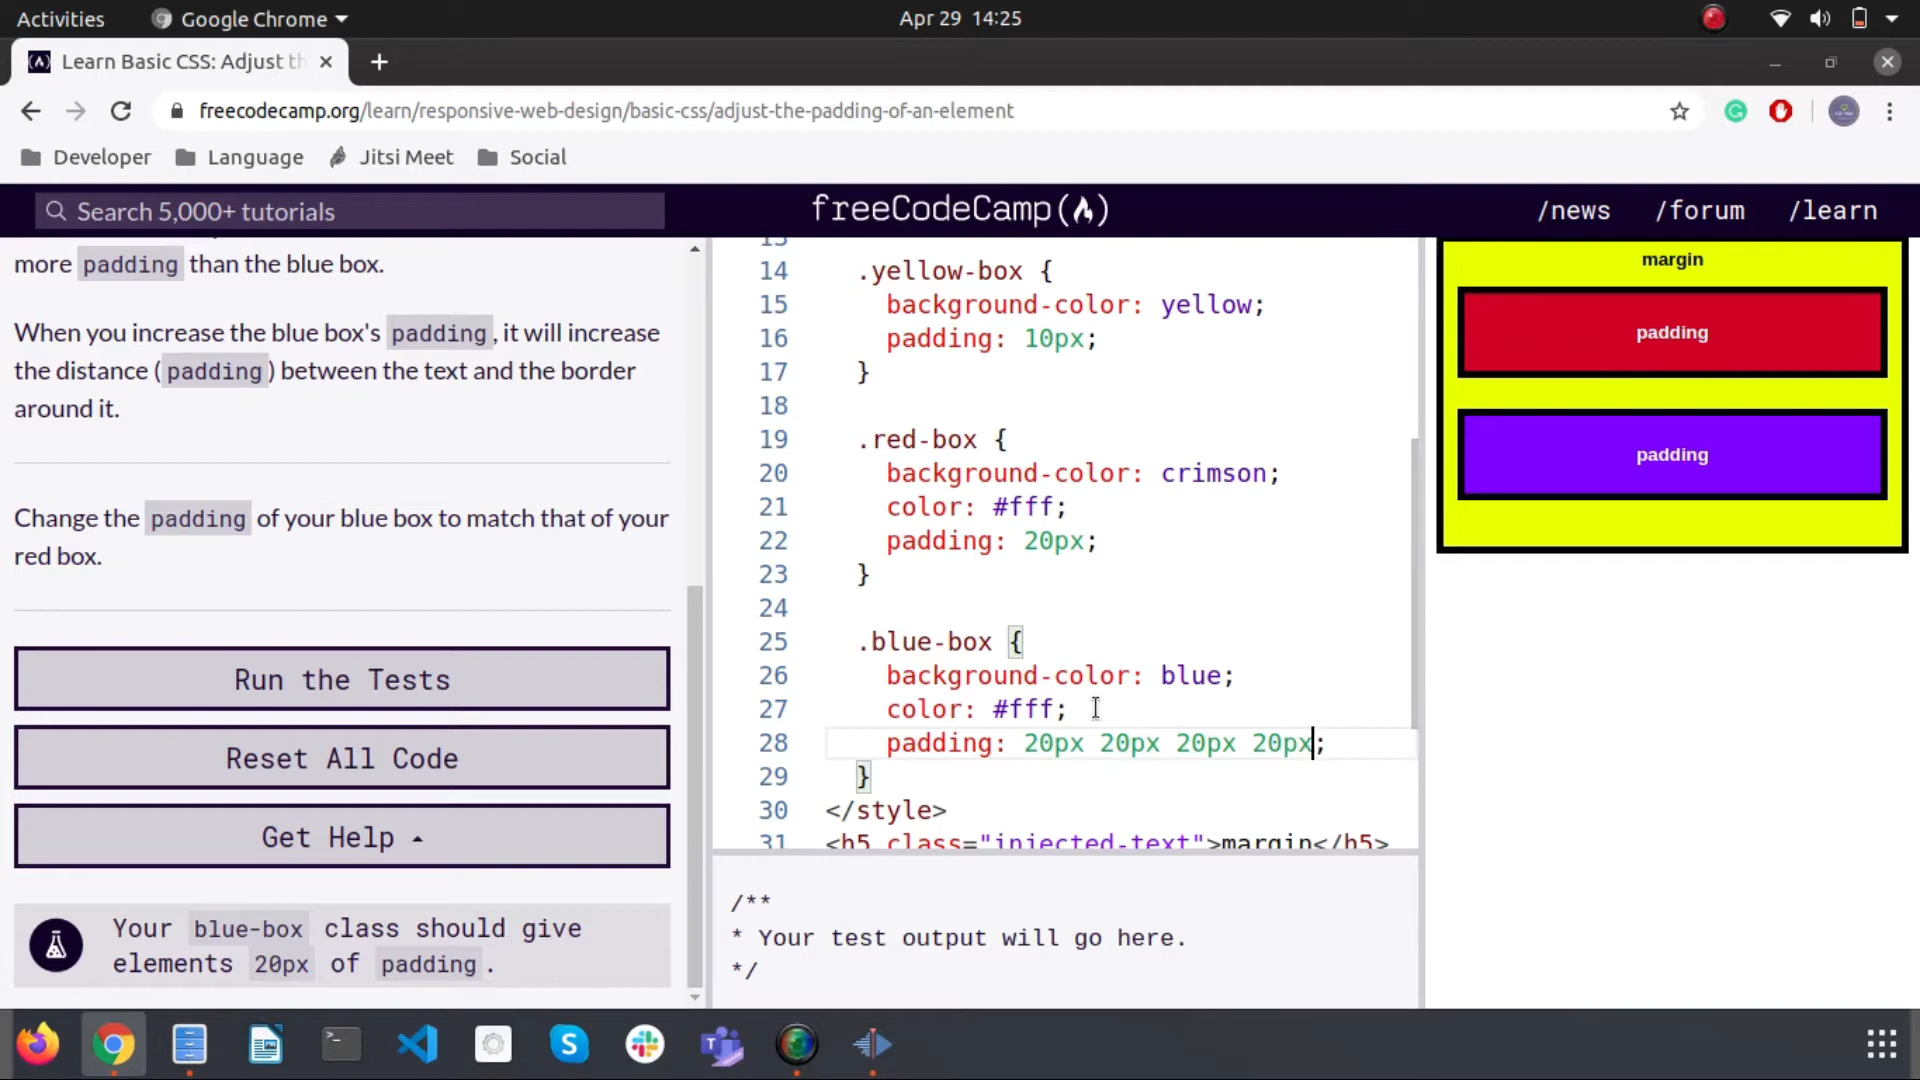 Activities
Google Chrome
Apr 29 14:25
Learn Basic CSS: Adjust th
freecodecamp.org/learn/responsive-web-design/basic-css/adjust-the-padding-of-an-element
Developer
Language
Jitsi Meet
Social
Search 5,000+ tutorials
freeCodeCamp
/news
/forum
/learn
more padding than the blue box.
When you increase the blue box's padding, it will increase
the distance (padding) between the text and the border
around it.
Change the padding of your blue box to match that of your
red box.
Run the Tests
Reset All Code
Get Help
Your blue-box class should give
elements 20px of padding.
13
14 .yellow-box {
15 background-color: yellow;
16 padding: 10px;
17 }
18
19 .red-box {
20 background-color: crimson;
21 color: #fff;
22 padding: 20px;
23 }
24
25 .blue-box {
26 background-color: blue;
27 color: #fff;
28 padding: 20px 20px 20px 20px;
29 }
30 </style>
31 <h5 class="injected-text">margin</h5>
/**
* Your test output will go here.
*/
margin
padding
padding